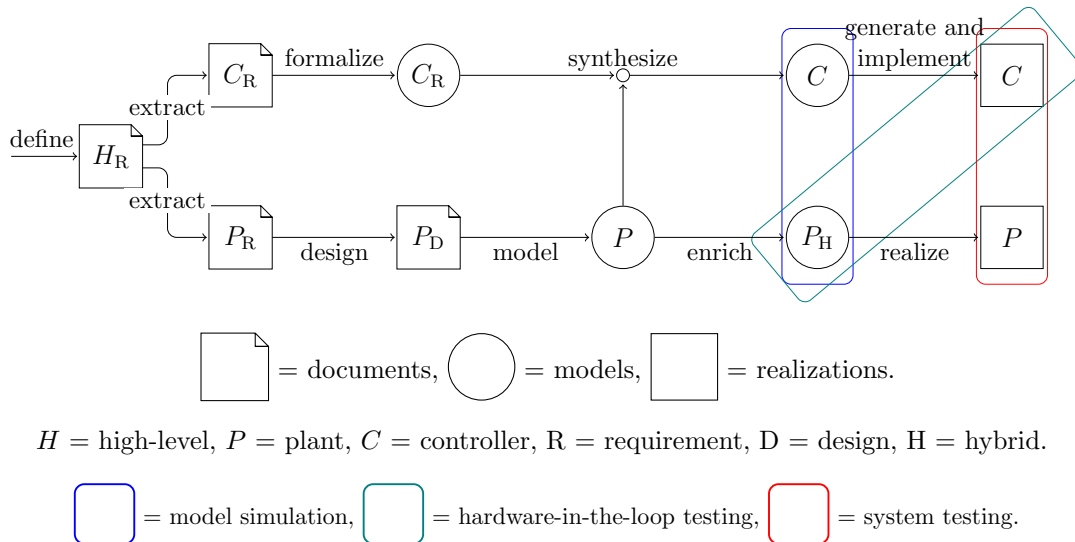 generate and
implement
C_R formalize C_R synthesize C C
extract
define H_R
extract
P_R design P_D model P enrich P_H realize P
= documents, = models, = realizations.
H = high-level, P = plant, C = controller, R = requirement, D = design, H = hybrid.
= model simulation, = hardware-in-the-loop testing, = system testing.